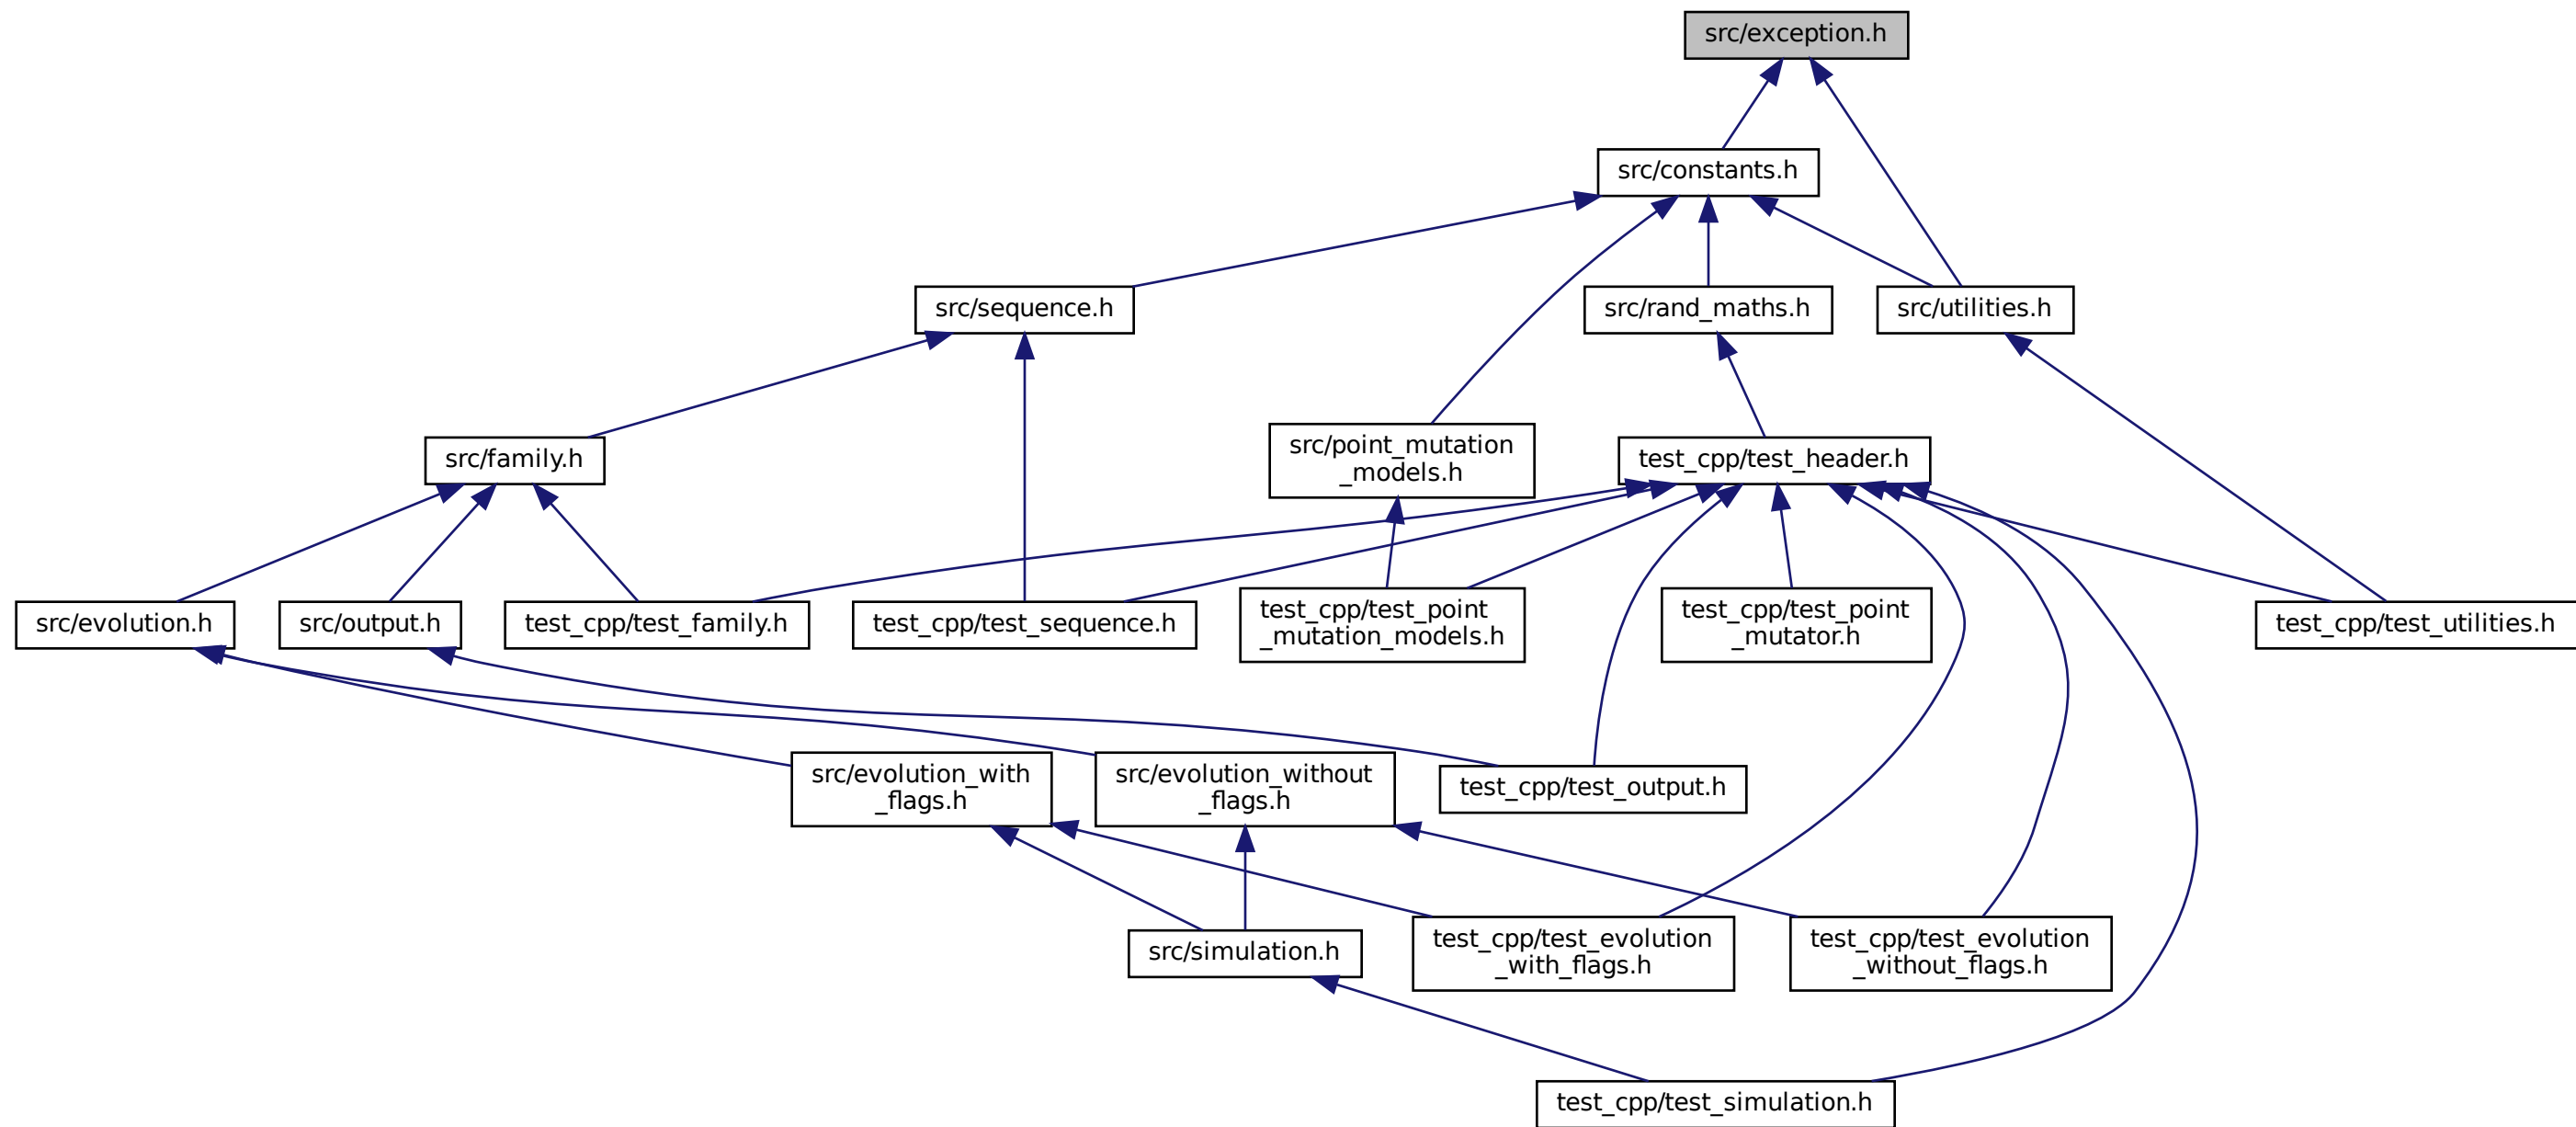 src/exception.h
src/constants.h
src/sequence.h
src/rand_maths.h
src/utilities.h
src/family.h
src/point_mutation
_models.h
test_cpp/test_header.h
src/evolution.h
src/output.h
test_cpp/test_family.h
test_cpp/test_sequence.h
test_cpp/test_point
_mutation_models.h
test_cpp/test_point
_mutator.h
test_cpp/test_utilities.h
src/evolution_with
_flags.h
src/evolution_without
_flags.h
test_cpp/test_output.h
src/simulation.h
test_cpp/test_evolution
_with_flags.h
test_cpp/test_evolution
_without_flags.h
test_cpp/test_simulation.h